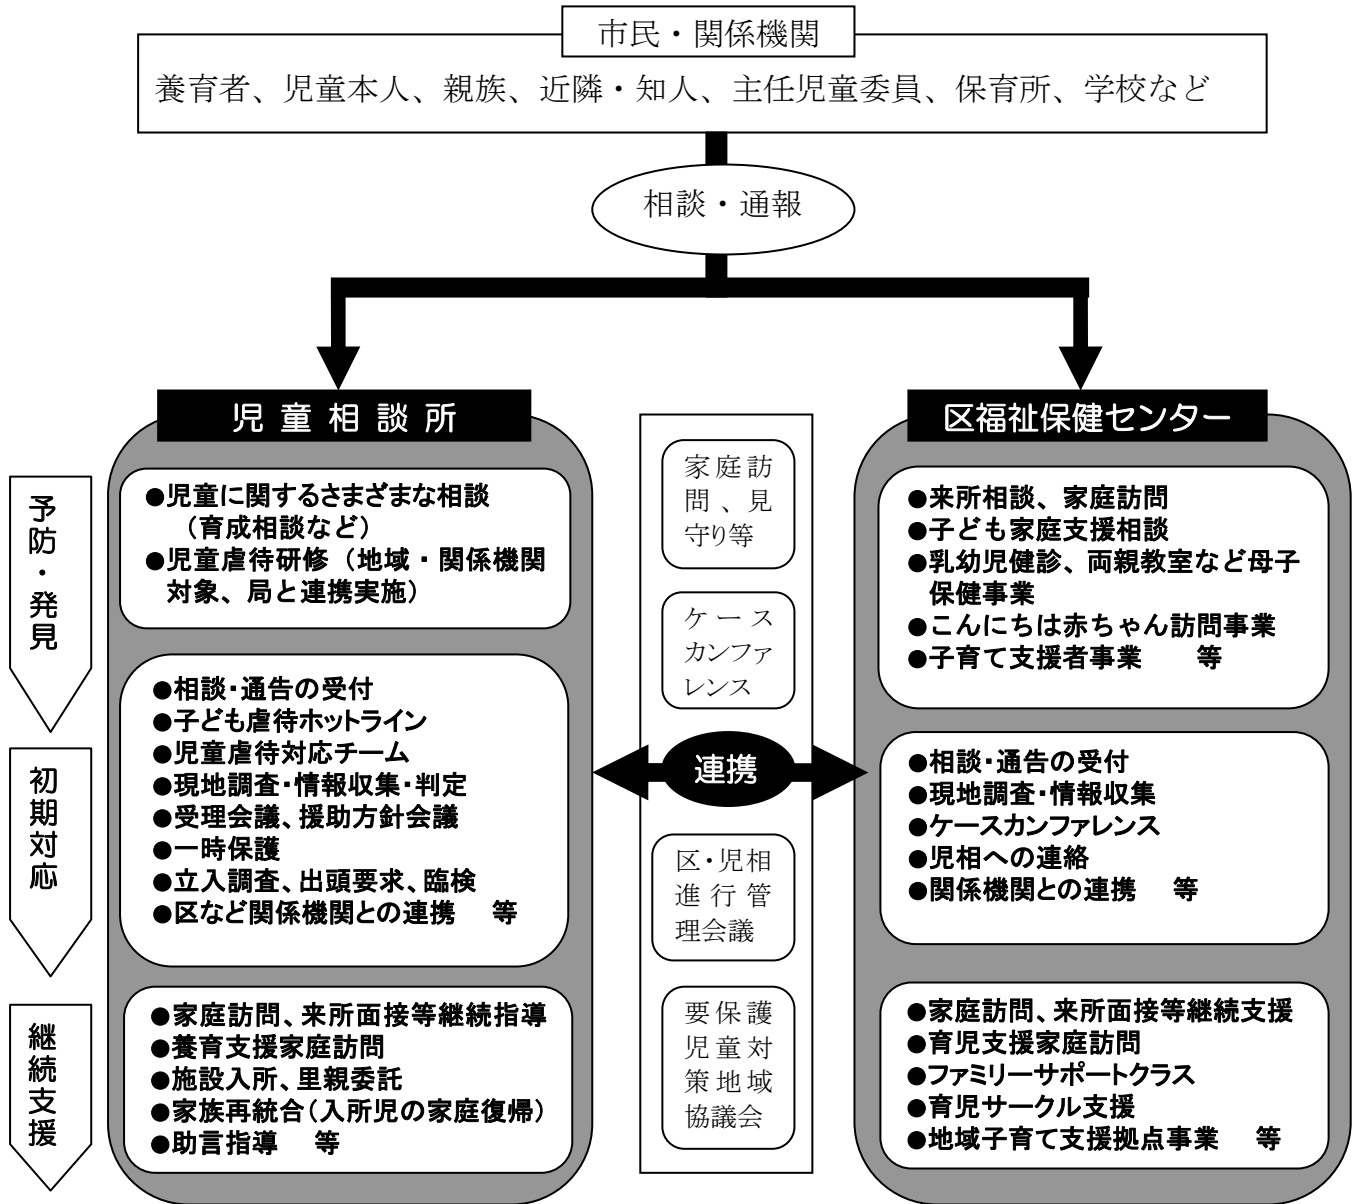 市民・関係機関
養育者、児童本人、親族、近隣・知人、主任児童委員、保育所、学校など
相談・通報
児童相談所
予防・発見
●児童に関するさまざまな相談
（育成相談など）
●児童虐待研修（地域・関係機関
対象、局と連携実施）
初期対応
●相談・通告の受付
●子ども虐待ホットライン
●児童虐待対応チーム
●現地調査・情報収集・判定
●受理会議、援助方針会議
●一時保護
●立入調査、出頭要求、臨検
●区など関係機関との連携　等
継続支援
●家庭訪問、来所面接等継続指導
●養育支援家庭訪問
●施設入所、里親委託
●家族再統合（入所児の家庭復帰）
●助言指導　等
家庭訪
問、見
守り等
ケース
カンファ
レンス
連携
区・児相
進行管
理会議
要保護
児童対
策地域
協議会
区福祉保健センター
●来所相談、家庭訪問
●子ども家庭支援相談
●乳幼児健診、両親教室など母子
保健事業
●こんにちは赤ちゃん訪問事業
●子育て支援者事業　等
●相談・通告の受付
●現地調査・情報収集
●ケースカンファレンス
●児相への連絡
●関係機関との連携　等
●家庭訪問、来所面接等継続支援
●育児支援家庭訪問
●ファミリーサポートクラス
●育児サークル支援
●地域子育て支援拠点事業　等